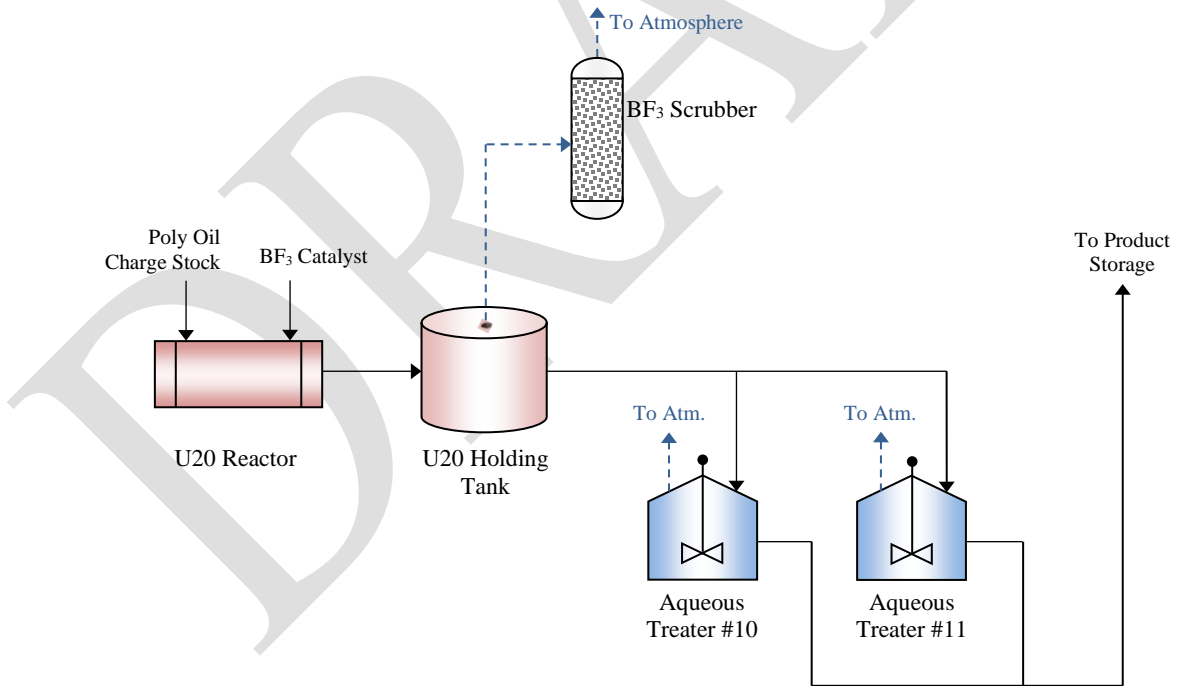 To Atmosphere
BF₃ Scrubber
Poly Oil
Charge Stock
BF₃ Catalyst
To Product
Storage
U20 Reactor
U20 Holding
Tank
To Atm.
To Atm.
Aqueous
Treater #10
Aqueous
Treater #11
DRA